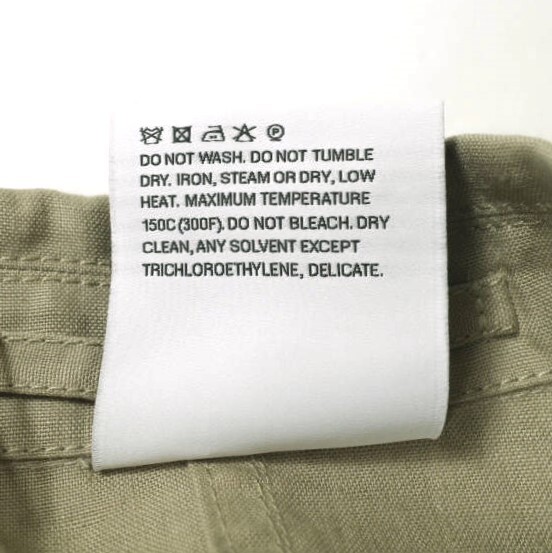 DO NOT WASH. DO NOT TUMBLE
DRY. IRON, STEAM OR DRY, LOW
HEAT. MAXIMUM TEMPERATURE
150C (300F). DO NOT BLEACH. DRY
CLEAN, ANY SOLVENT EXCEPT
TRICHLOROETHYLENE, DELICATE.